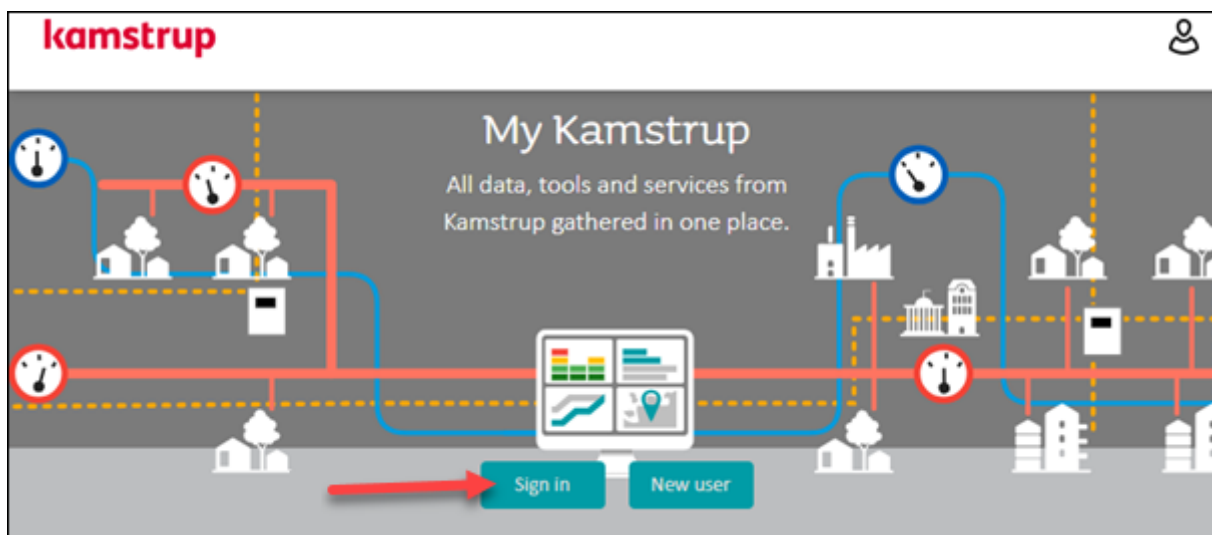 kamstrup
My Kamstrup
All data, tools and services from
Kamstrup gathered in one place.
Sign in
New user